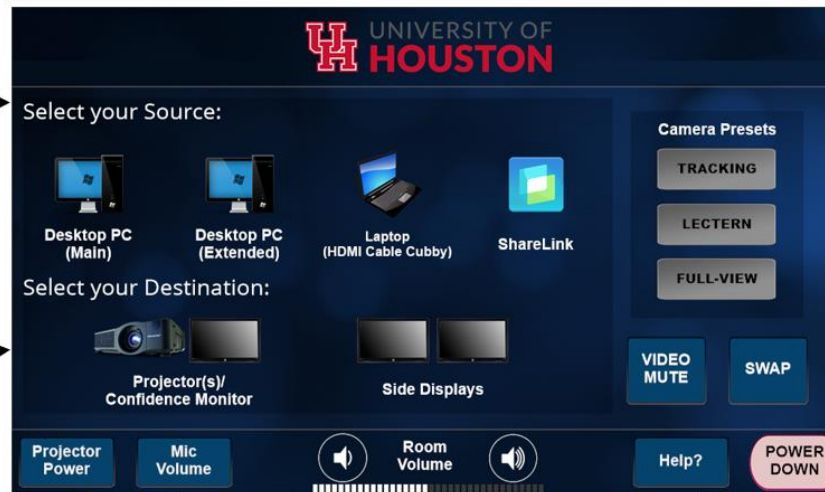 UNIVERSITY OF
HOUSTON
Select your Source:
Desktop PC
(Main)
Desktop PC
(Extended)
Laptop
(HDMI Cable Cubby)
ShareLink
Camera Presets
TRACKING
LECTERN
FULL-VIEW
Select your Destination:
Projector(s)/
Confidence Monitor
Side Displays
VIDEO
MUTE
SWAP
Projector
Power
Mic
Volume
Room
Volume
Help?
POWER
DOWN